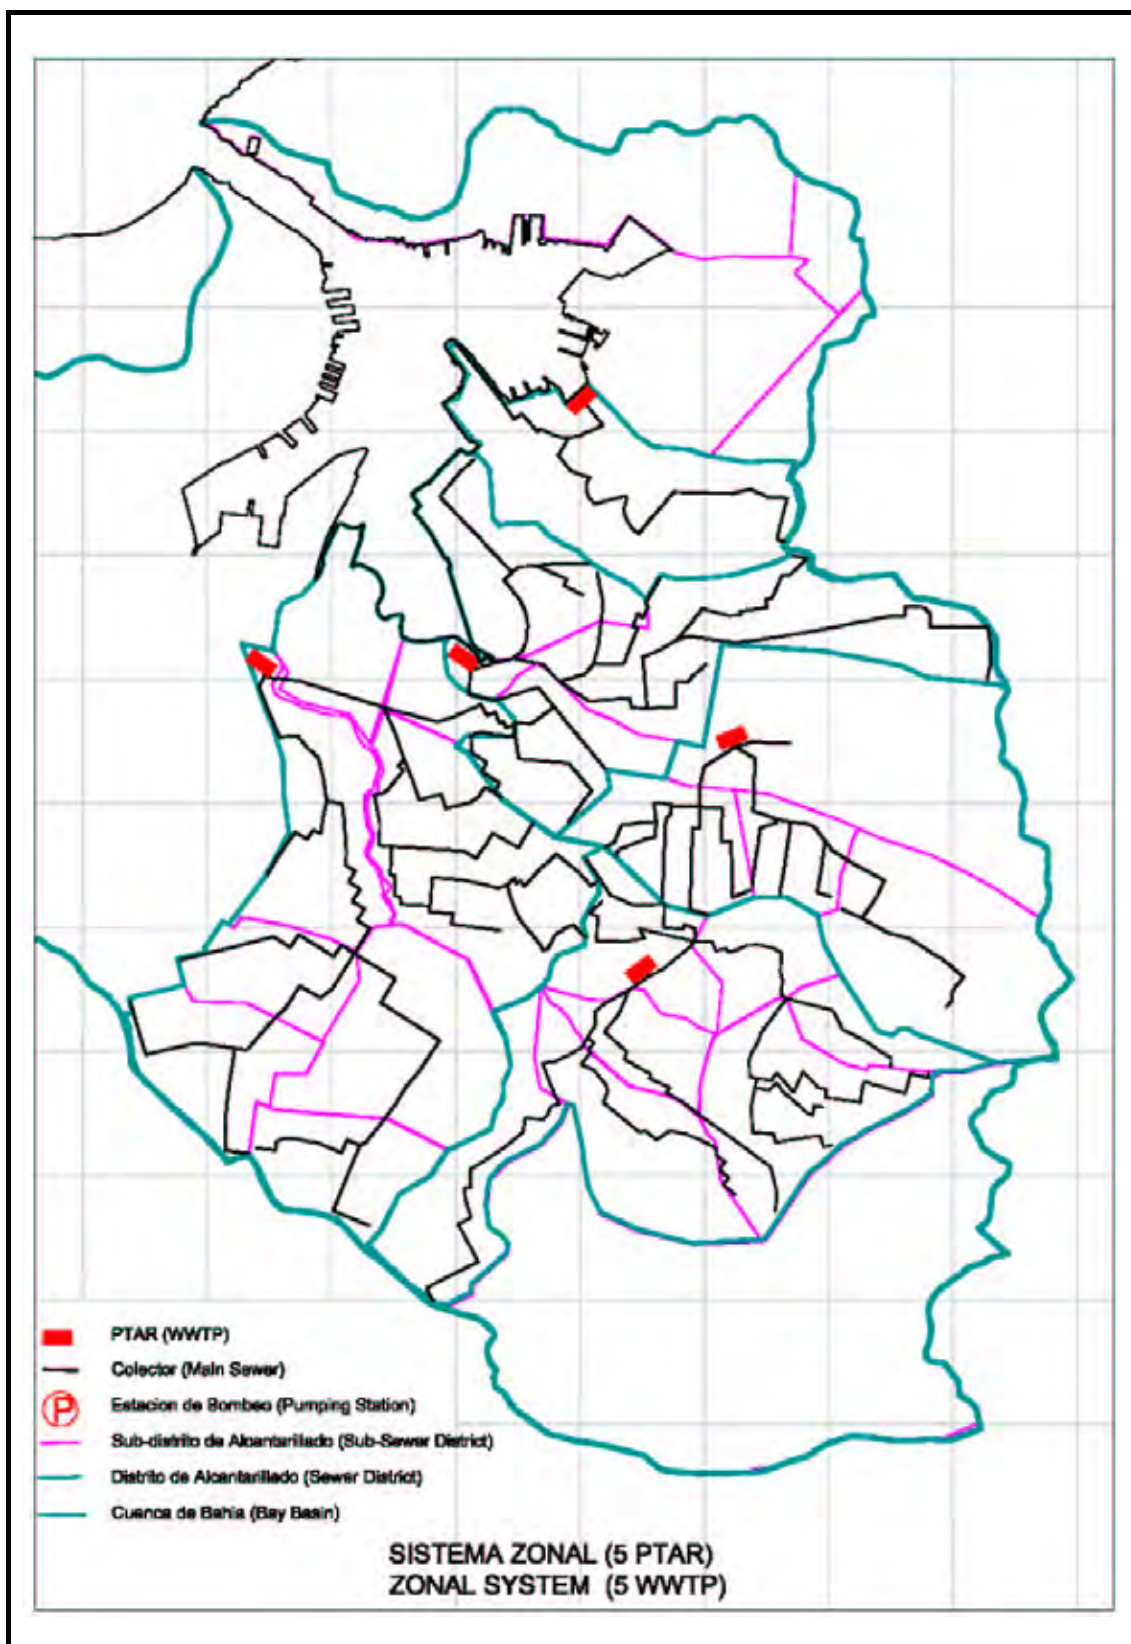 PTAR (WWTP)
Colector (Main Sewer)
P
Estacion de Bombeo (Pumping Station)
Sub-distrito de Alcantarillado (Sub-Sewer District)
Distrito de Alcantarillado (Sewer District)
Cuenca de Bahia (Bay Basin)
SISTEMA ZONAL (5 PTAR)
ZONAL SYSTEM (5 WWTP)